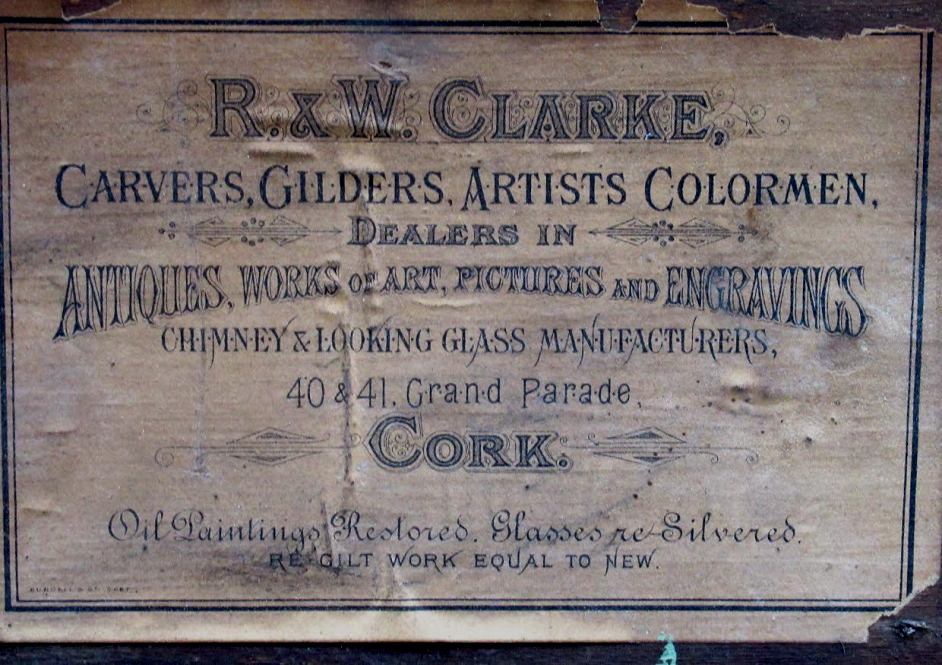 R. & W. CLARKE,
CARVERS, GILDERS, ARTISTS COLORMEN,
DEALERS IN
ANTIQUES, WORKS OF ART, PICTURES AND ENGRAVINGS
CHIMNEY & LOOKING GLASS MANUFACTURERS,
40 & 41, Grand Parade,
CORK.
Oil Paintings Restored. Glasses re-Silvered.
RE-GILT WORK EQUAL TO NEW.